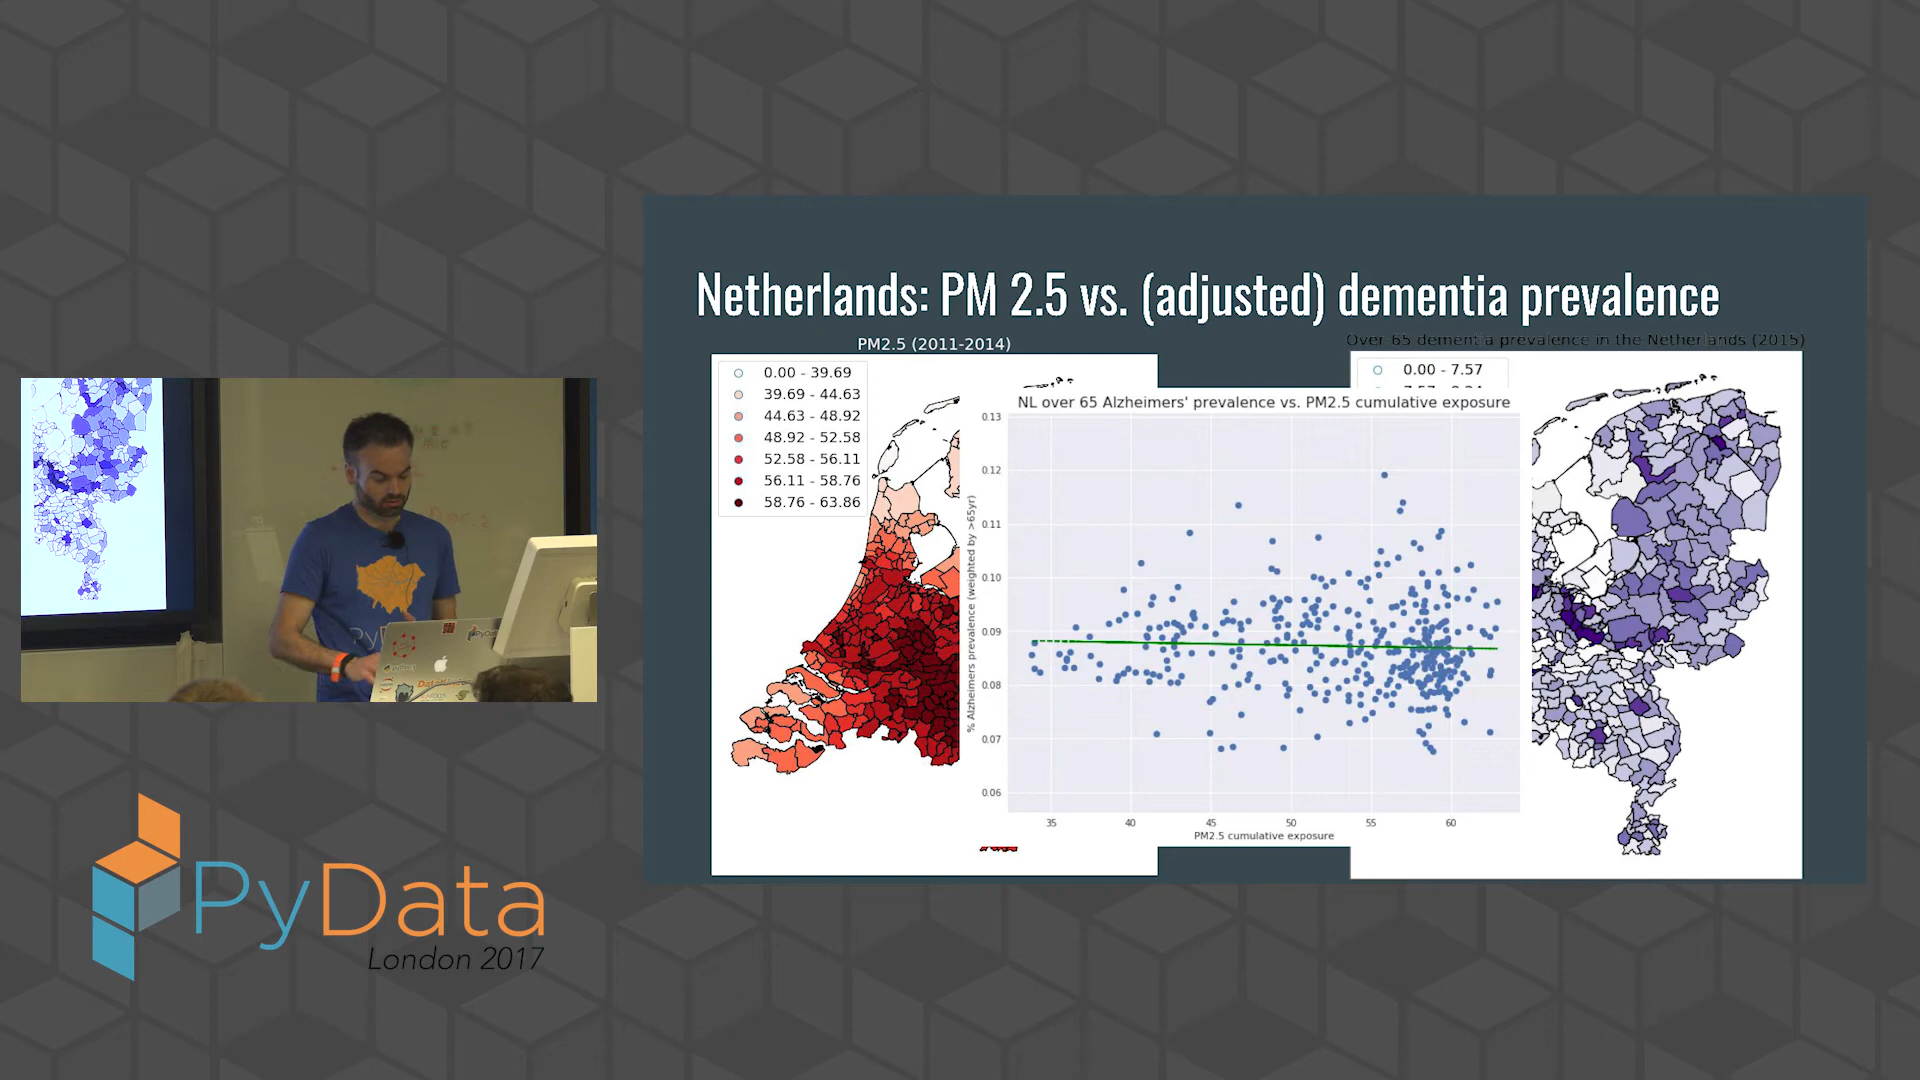 Netherlands: PM 2.5 vs. (adjusted) dementia prevalence
PM2.5 (2011-2014)
0.00 - 39.69
39.69 - 44.63
44.63 - 48.92
48.92 - 52.58
52.58 - 56.11
56.11 - 58.76
58.76 - 63.86
NL over 65 Alzheimers' prevalence vs. PM2.5 cumulative exposure
% Alzheimers prevalence (weighted by >65yr)
0.13
0.12
0.11
0.10
0.09
0.08
0.07
0.06
35 40 45 50 55 60
PM2.5 cumulative exposure
Over 65 dementia prevalence in the Netherlands (2015)
0.00 - 7.57
PyData
London 2017